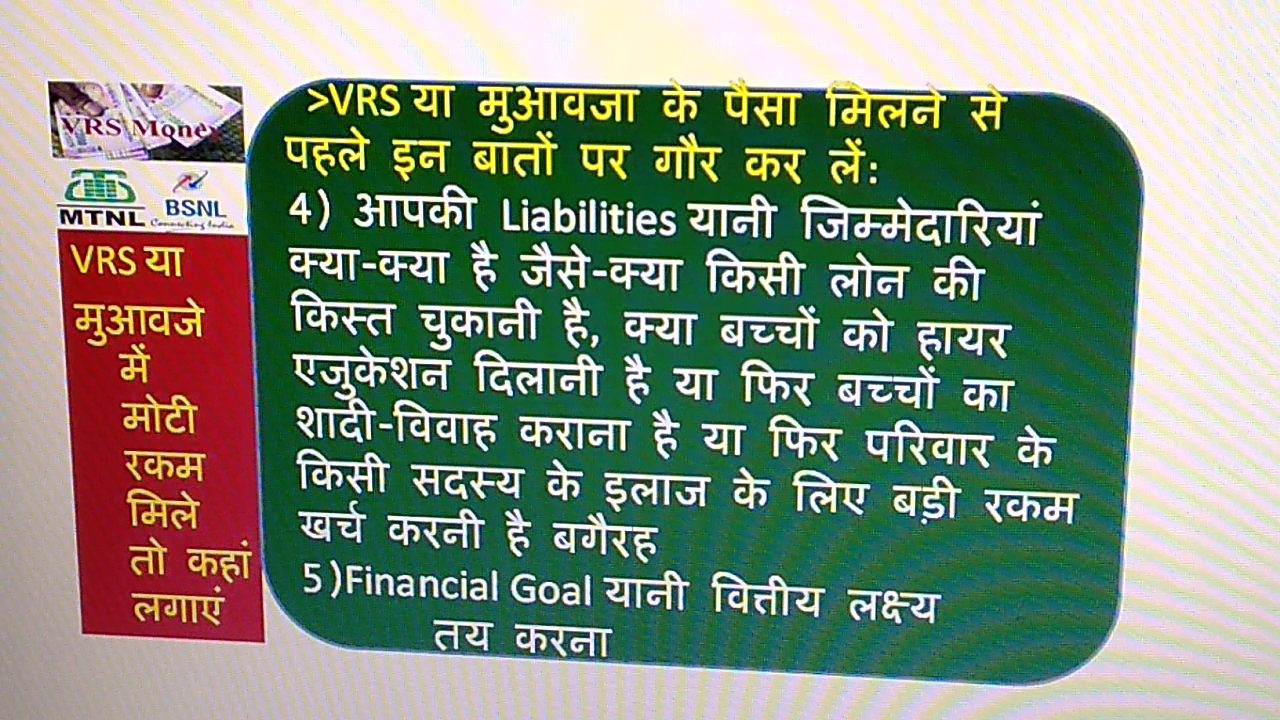 VRS Money
MTNL
BSNL
Connecting India
VRS या
मुआवजे
में
मोटी
रकम
मिले
तो कहां
लगाएं
>VRS या मुआवजा के पैसा मिलने से
पहले इन बातों पर गौर कर लें:
4) आपकी Liabilities यानी जिम्मेदारियां
क्या-क्या है जैसे-क्या किसी लोन की
किस्त चुकानी है, क्या बच्चों को हायर
एजुकेशन दिलानी है या फिर बच्चों का
शादी-विवाह कराना है या फिर परिवार के
किसी सदस्य के इलाज के लिए बड़ी रकम
खर्च करनी है बगैरह
5)Financial Goal यानी वित्तीय लक्ष्य
तय करना